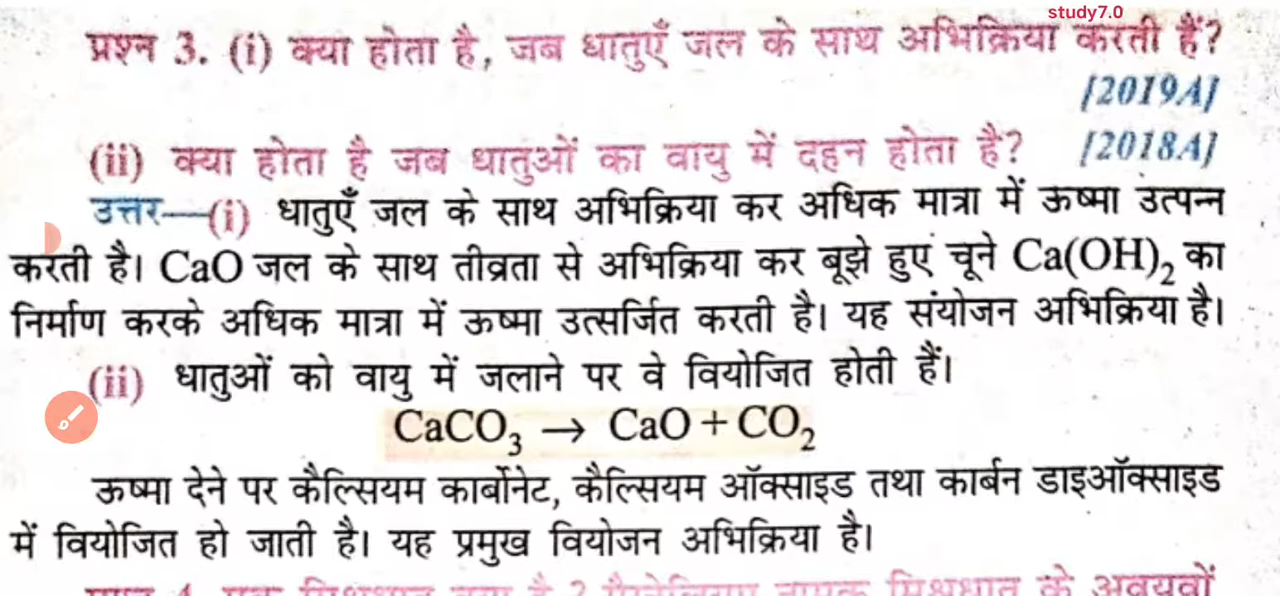 study7.0
प्रश्न 3. (i) क्या होता है, जब धातुएँ जल के साथ अभिक्रिया करती हैं?
[2019A]
(ii) क्या होता है जब धातुओं का वायु में दहन होता है? [2018A]
उत्तर—(i) धातुएँ जल के साथ अभिक्रिया कर अधिक मात्रा में ऊष्मा उत्पन्न
करती है। CaO जल के साथ तीव्रता से अभिक्रिया कर बूझे हुए चूने Ca(OH)₂ का
निर्माण करके अधिक मात्रा में ऊष्मा उत्सर्जित करती है। यह संयोजन अभिक्रिया है।
(ii) धातुओं को वायु में जलाने पर वे वियोजित होती हैं।
CaCO₃ → CaO + CO₂
ऊष्मा देने पर कैल्सियम कार्बोनेट, कैल्सियम ऑक्साइड तथा कार्बन डाइऑक्साइड
में वियोजित हो जाती है। यह प्रमुख वियोजन अभिक्रिया है।